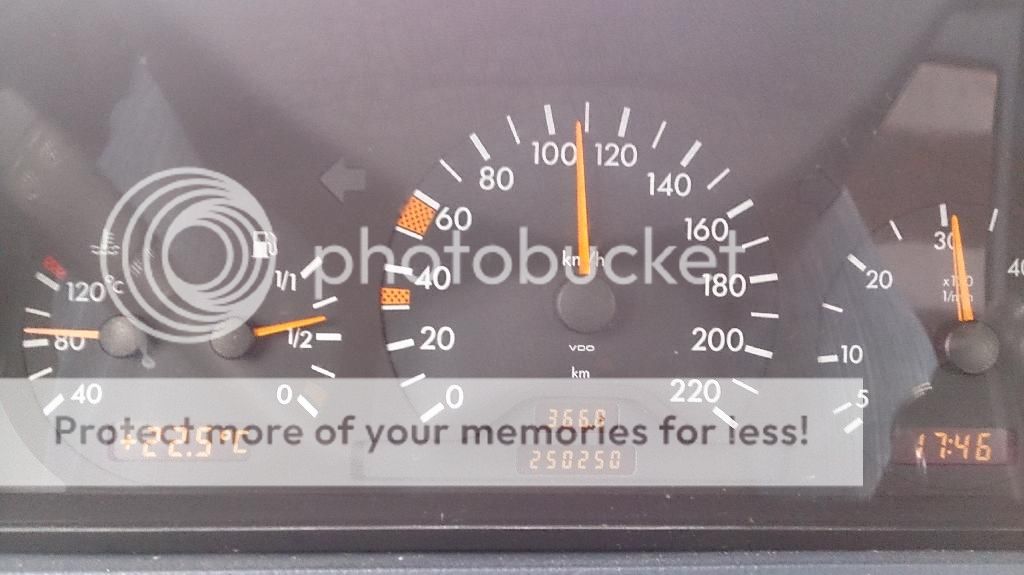 100 120
80 140
60 160
30
km/h
photobucket
1/1
40
180
20
40
120 °C
x100
1/min
80
1/2
20
200
VDO
10
km
40
0
0
220
5
366.0
Protect more of your memories for less!
+22.5°C
250250
17:46